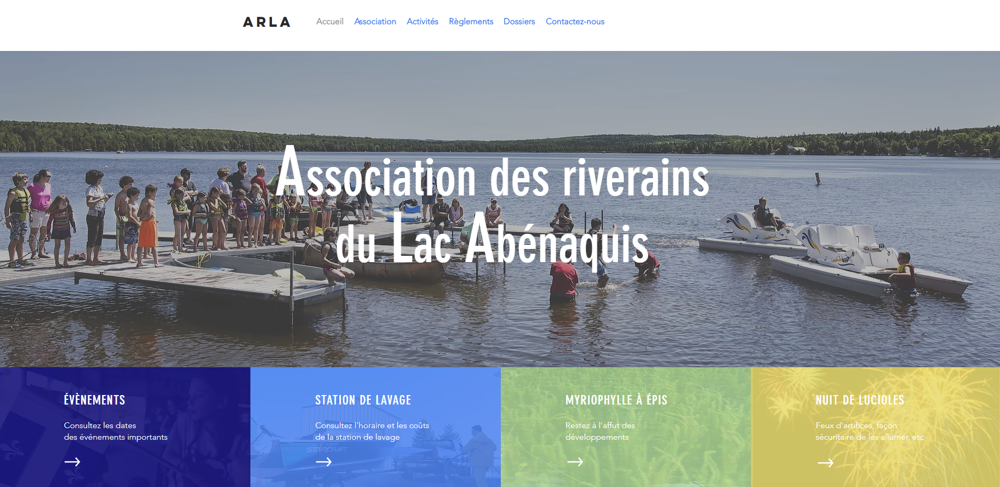 ARLA
Accueil Association Activités Règlements Dossiers Contactez-nous
Association des riverains
du Lac Abénaquis
ÉVÈNEMENTS
Consultez les dates
des événements importants
STATION DE LAVAGE
Consultez l'horaire et les coûts
de la station de lavage
STARCRAFT
MYRIOPHYLLE À ÉPIS
Restez à l'affut des
développements
NUIT DE LUCIOLES
Feux d'artifices, façon
sécuritaire de les allumer, etc